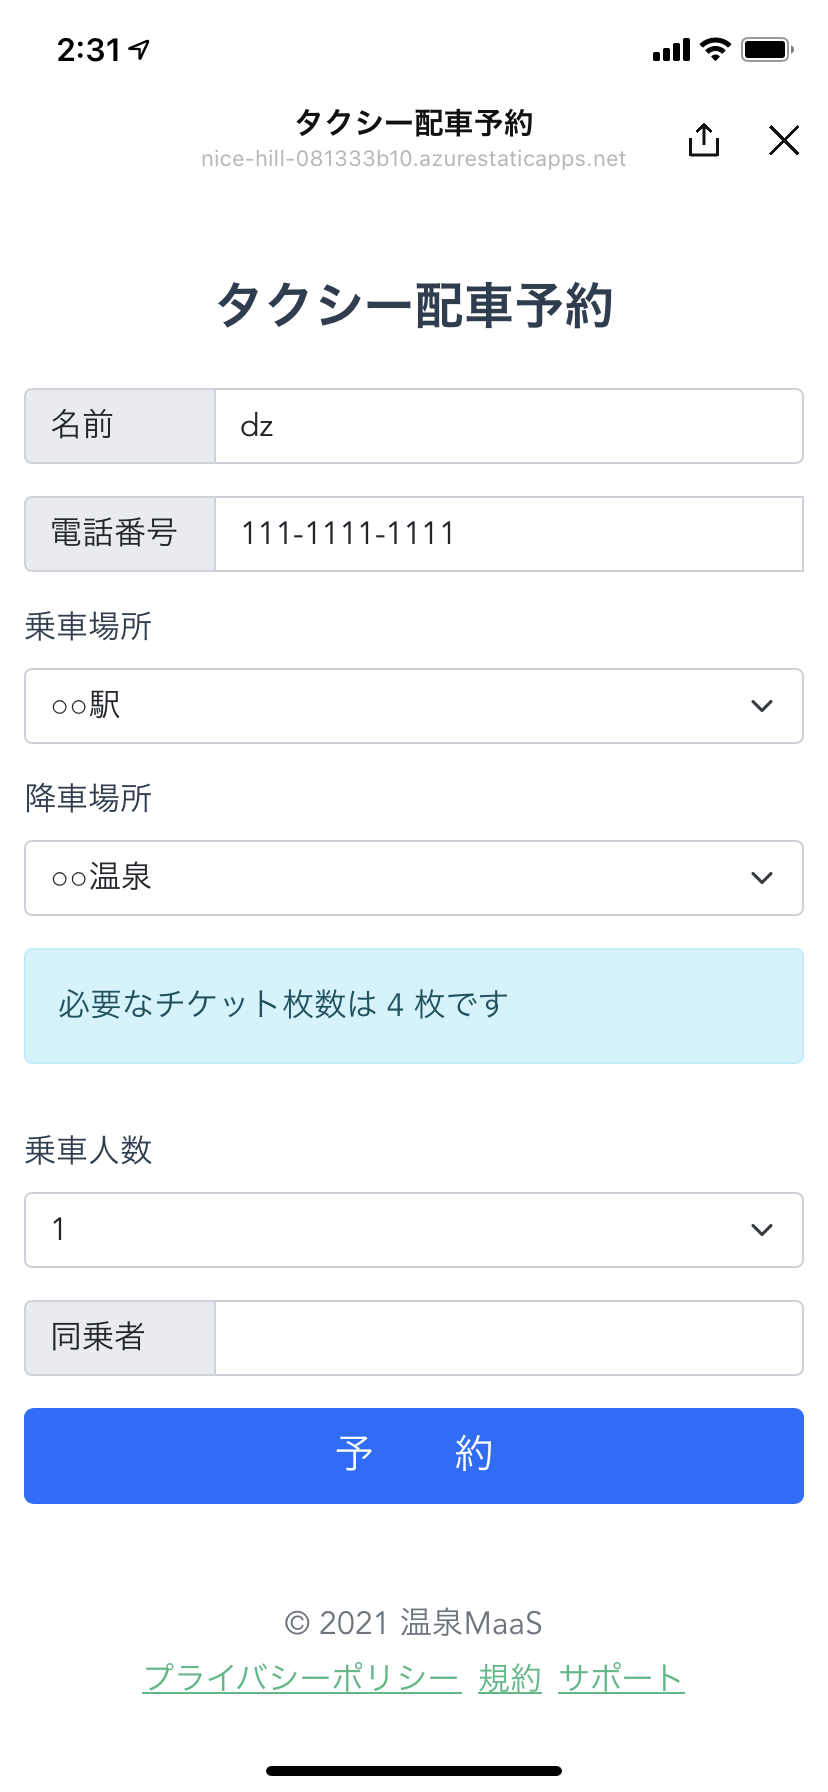 2:31
タクシー配車予約
nice-hill-081333b10.azurestaticapps.net
タクシー配車予約
名前 dz
電話番号 111-1111-1111
乗車場所
○○駅
降車場所
○○温泉
必要なチケット枚数は 4 枚です
乗車人数
1
同乗者
予　約
© 2021 温泉MaaS
プライバシーポリシー 規約 サポート